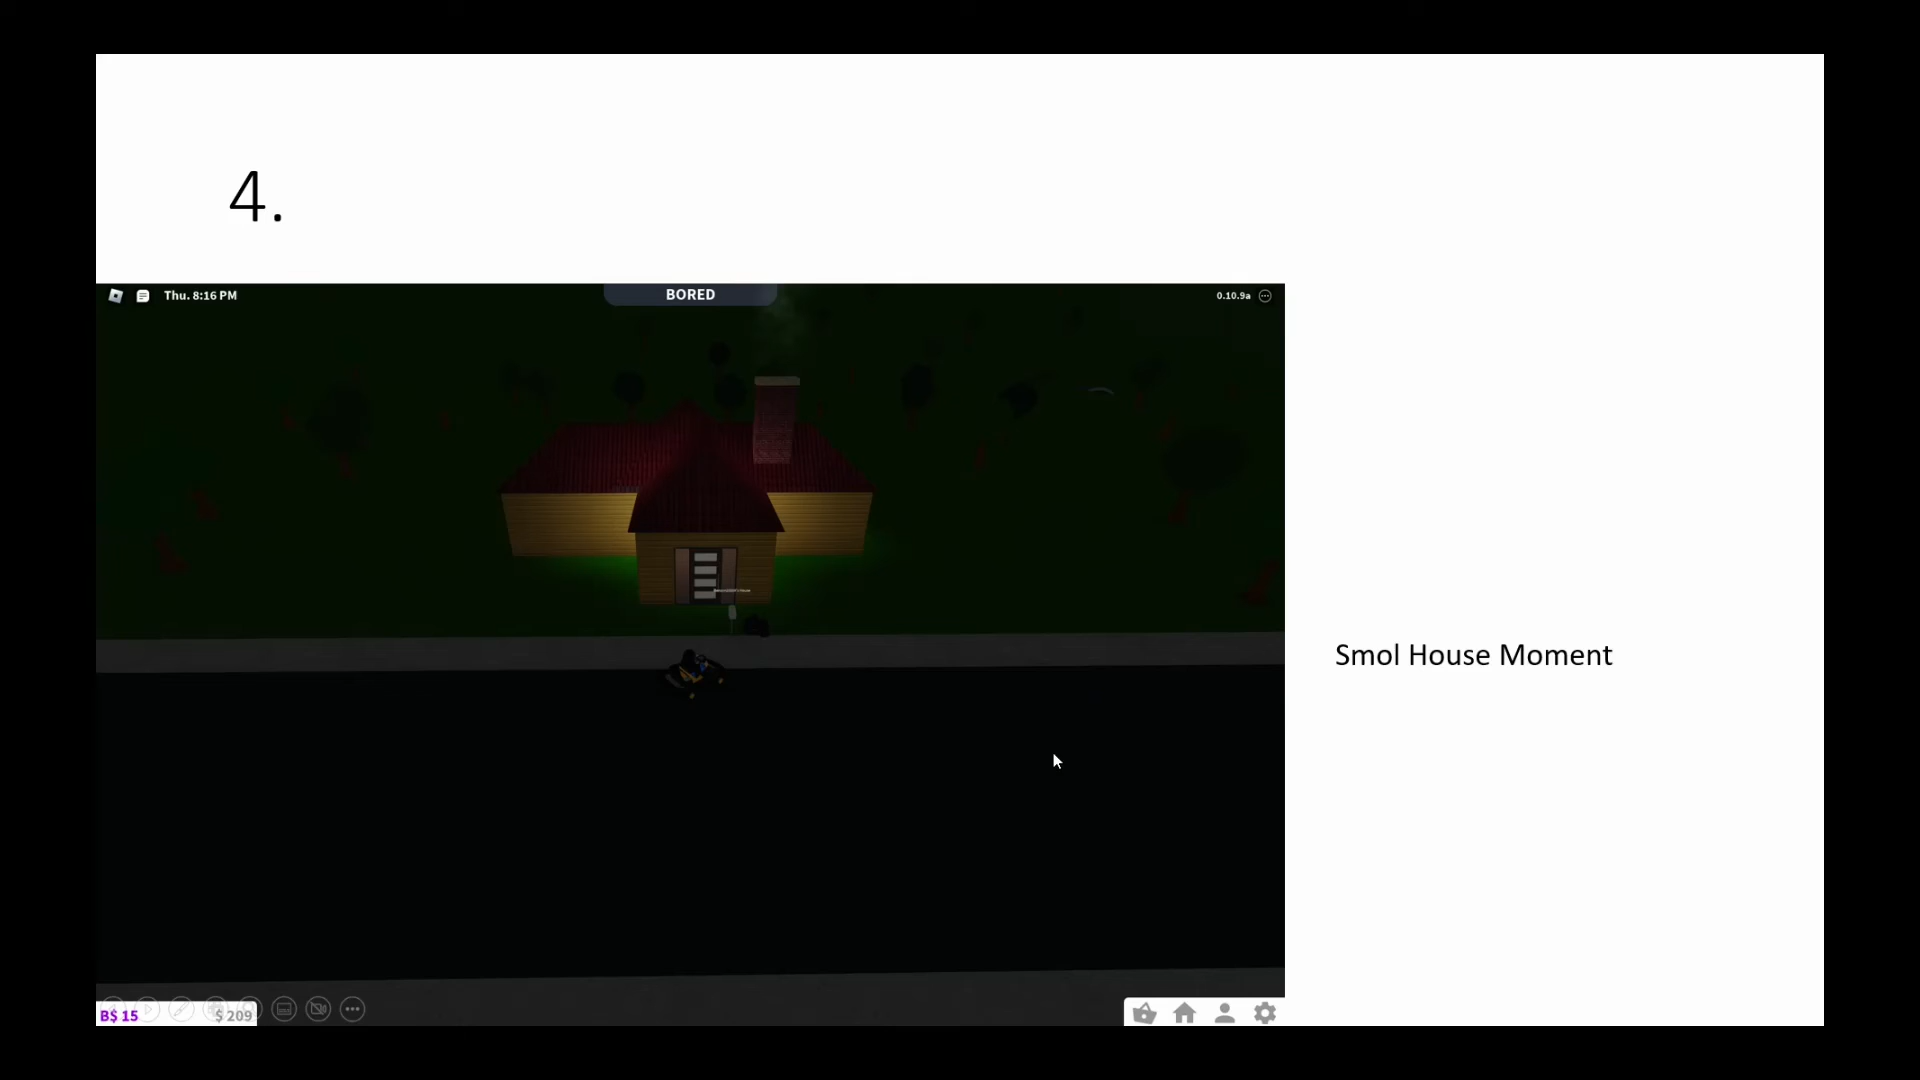 4.
Thu. 8:16 PM
BORED
0.10.9a
Smol House Moment
B$ 15
$ 209